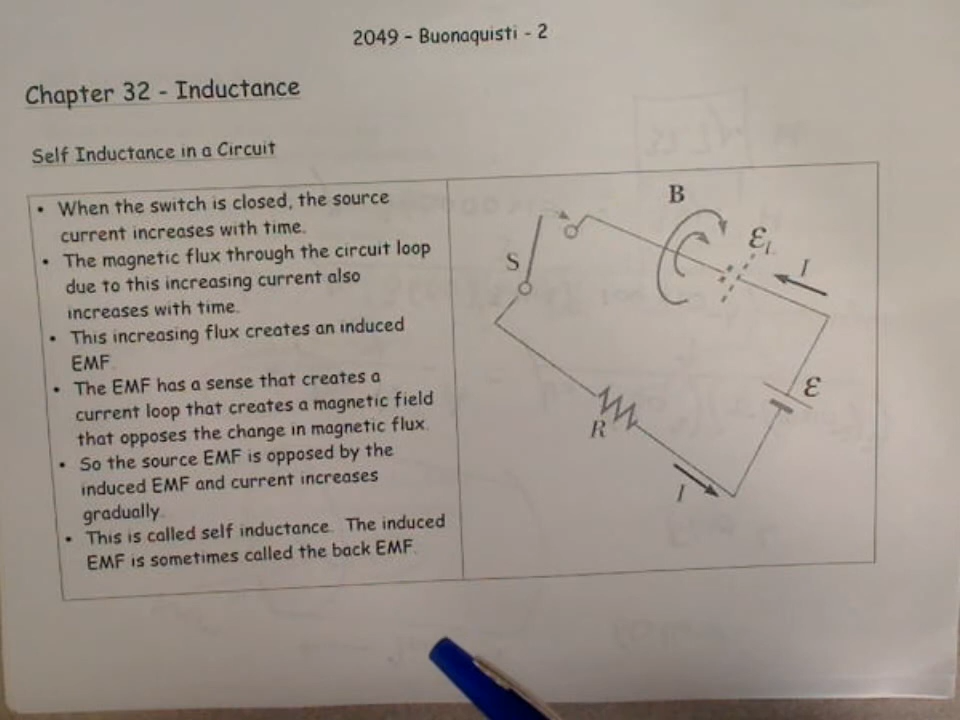 2049 - Buonaquisti - 2
Chapter 32 - Inductance
Self Inductance in a Circuit
• When the switch is closed, the source
current increases with time.
• The magnetic flux through the circuit loop
due to this increasing current also
increases with time.
• This increasing flux creates an induced
EMF.
• The EMF has a sense that creates a
current loop that creates a magnetic field
that opposes the change in magnetic flux.
• So the source EMF is opposed by the
induced EMF and current increases
gradually.
• This is called self inductance. The induced
EMF is sometimes called the back EMF.
B
S
ℰL
I
ℰ
R
I